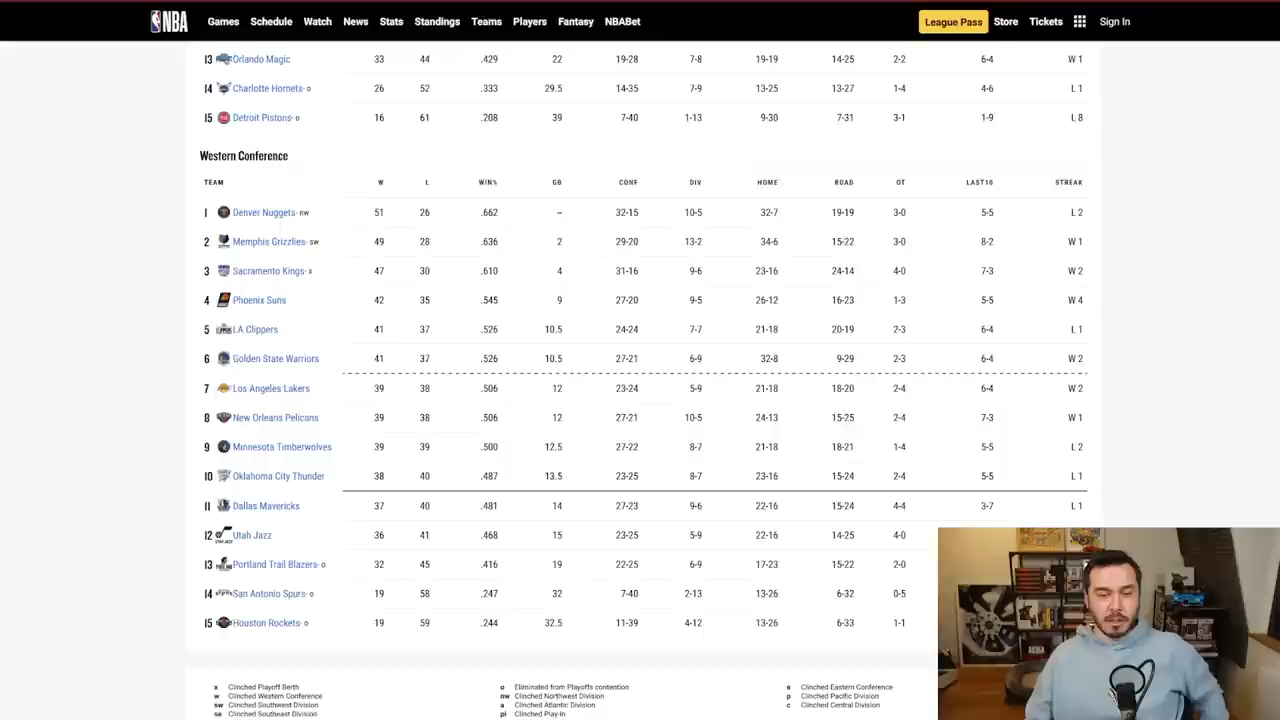 NBA Games Schedule Watch News Stats Standings Teams Players Fantasy NBABet League Pass Store Tickets Sign In
13 Orlando Magic 33 44 .429 22 19-28 7-8 19-19 14-25 2-2 6-4 W 1
14 Charlotte Hornets- o 26 52 .333 29.5 14-35 7-9 13-25 13-27 1-4 4-6 L 1
15 Detroit Pistons- o 16 61 .208 39 7-40 1-13 9-30 7-31 3-1 1-9 L 8
Western Conference
TEAM W L WIN% GB CONF DIV HOME ROAD OT LAST10 STREAK
1 Denver Nuggets- nw 51 26 .662 – 32-15 10-5 32-7 19-19 3-0 5-5 L 2
2 Memphis Grizzlies- sw 49 28 .636 2 29-20 13-2 34-6 15-22 3-0 8-2 W 1
3 Sacramento Kings- x 47 30 .610 4 31-16 9-6 23-16 24-14 4-0 7-3 W 2
4 Phoenix Suns 42 35 .545 9 27-20 9-5 26-12 16-23 1-3 5-5 W 4
5 LA Clippers 41 37 .526 10.5 24-24 7-7 21-18 20-19 2-3 6-4 L 1
6 Golden State Warriors 41 37 .526 10.5 27-21 6-9 32-8 9-29 2-3 6-4 W 2
7 Los Angeles Lakers 39 38 .506 12 23-24 5-9 21-18 18-20 2-4 6-4 W 2
8 New Orleans Pelicans 39 38 .506 12 27-21 10-5 24-13 15-25 2-4 7-3 W 1
9 Minnesota Timberwolves 39 39 .500 12.5 27-22 8-7 21-18 18-21 1-4 5-5 L 2
10 Oklahoma City Thunder 38 40 .487 13.5 23-25 8-7 23-16 15-24 2-4 5-5 L 1
11 Dallas Mavericks 37 40 .481 14 27-23 9-6 22-16 15-24 4-4 3-7 L 1
12 Utah Jazz 36 41 .468 15 23-25 5-9 22-16 14-25 4-0
13 Portland Trail Blazers- o 32 45 .416 19 22-25 6-9 17-23 15-22 2-0
14 San Antonio Spurs- o 19 58 .247 32 7-40 2-13 13-26 6-32 0-5
15 Houston Rockets- o 19 59 .244 32.5 11-39 4-12 13-26 6-33 1-1
x Clinched Playoff Berth o Eliminated from Playoffs contention e Clinched Eastern Conference
w Clinched Western Conference nw Clinched Northwest Division p Clinched Pacific Division
sw Clinched Southwest Division a Clinched Atlantic Division c Clinched Central Division
se Clinched Southeast Division pi Clinched Play-In